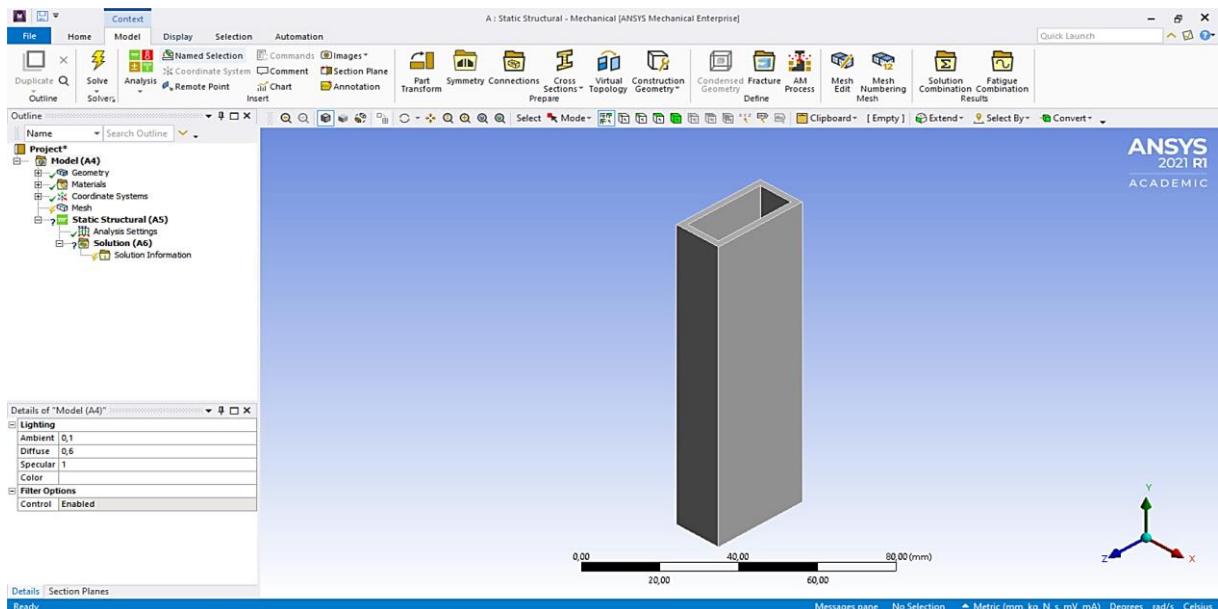 Context
A : Static Structural - Mechanical [ANSYS Mechanical Enterprise]
File Home Model Display Selection Automation
Quick Launch
Duplicate
Outline
Solve
Solvers
Analysis
Named Selection
Coordinate System
Remote Point
Commands
Comment
Chart
Images
Section Plane
Annotation
Insert
Part Transform
Symmetry
Connections
Cross Sections
Virtual Topology
Construction Geometry
Prepare
Condensed Geometry
Fracture
AM Process
Define
Mesh Edit
Mesh Numbering
Mesh
Solution Combination
Fatigue Combination
Results
Outline
Name Search Outline
Select Mode Clipboard [ Empty ] Extend Select By Convert
Project*
Model (A4)
Geometry
Materials
Coordinate Systems
Mesh
Static Structural (A5)
Analysis Settings
Solution (A6)
Solution Information
ANSYS
2021 R1
ACADEMIC
Details of "Model (A4)"
Lighting
Ambient 0,1
Diffuse 0,6
Specular 1
Color
Filter Options
Control Enabled
Y
Z
X
0,00 40,00 80,00 (mm)
20,00 60,00
Details Section Planes
Ready
Messages pane No Selection Metric (mm, kg, N, s, mV, mA) Degrees rad/s Celsius